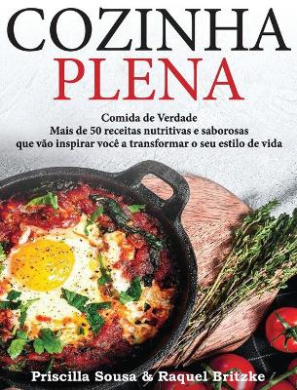 COZINHA
PLENA
Comida de Verdade
Mais de 50 receitas nutritivas e saborosas
que vão inspirar você a transformar o seu estilo de vida
Priscilla Sousa & Raquel Britzke